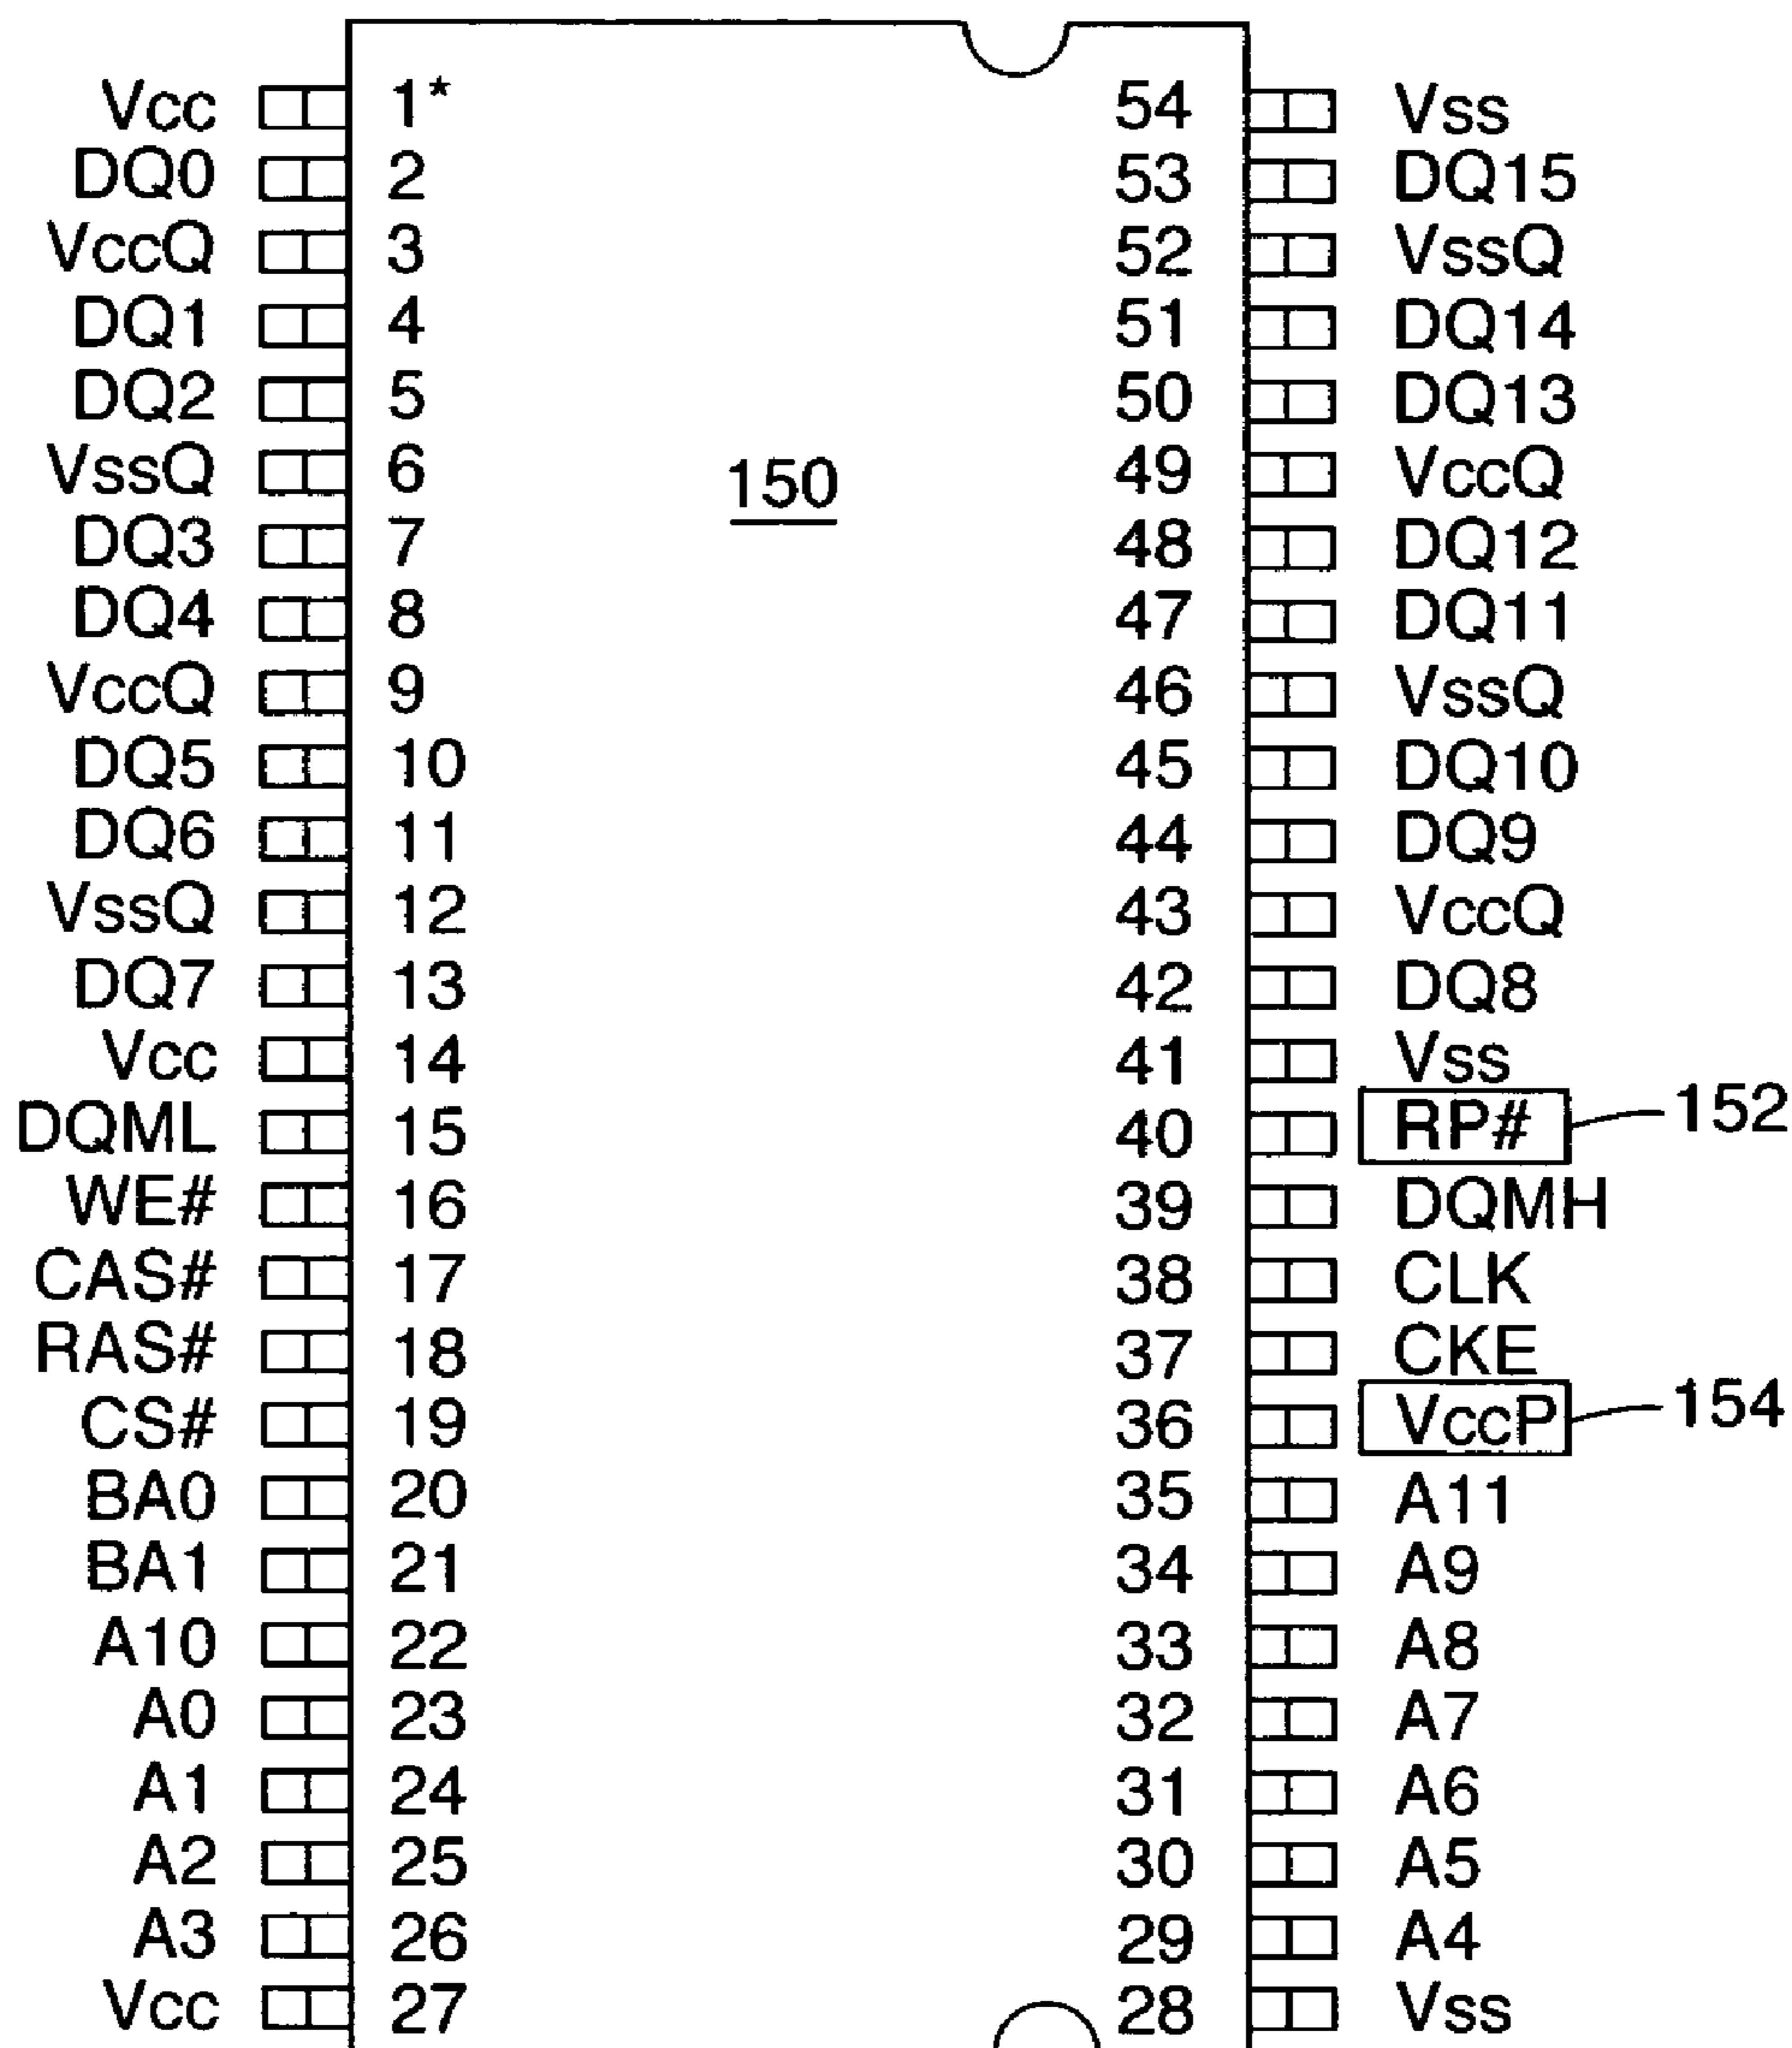 Vcc 1* 54 Vss
DQ0 2 53 DQ15
VccQ 3 52 VssQ
DQ1 4 51 DQ14
DQ2 5 50 DQ13
VssQ 6 150 49 VccQ
DQ3 7 48 DQ12
DQ4 8 47 DQ11
VccQ 9 46 VssQ
DQ5 10 45 DQ10
DQ6 11 44 DQ9
VssQ 12 43 VccQ
DQ7 13 42 DQ8
Vcc 14 41 Vss
DQML 15 40 RP# 152
WE# 16 39 DQMH
CAS# 17 38 CLK
RAS# 18 37 CKE
CS# 19 36 VccP 154
BA0 20 35 A11
BA1 21 34 A9
A10 22 33 A8
A0 23 32 A7
A1 24 31 A6
A2 25 30 A5
A3 26 29 A4
Vcc 27 28 Vss